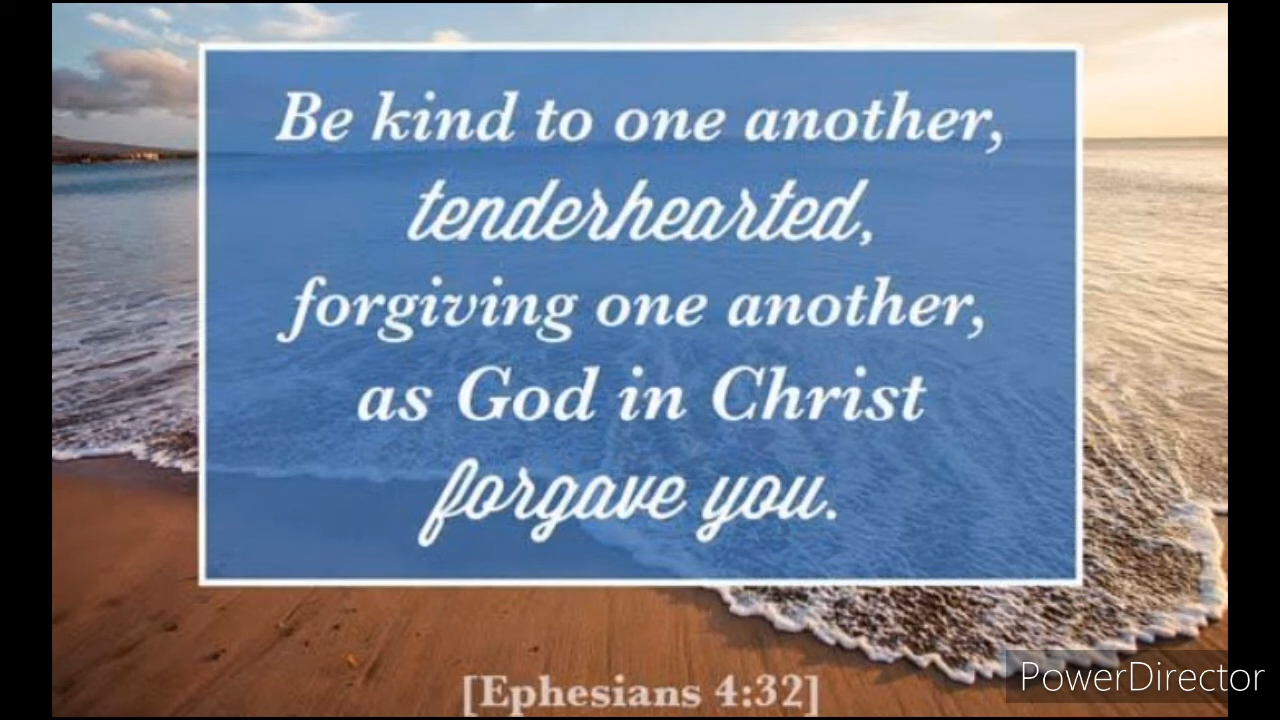 Be kind to one another,
tenderhearted,
forgiving one another,
as God in Christ
forgave you.
[Ephesians 4:32]
PowerDirector